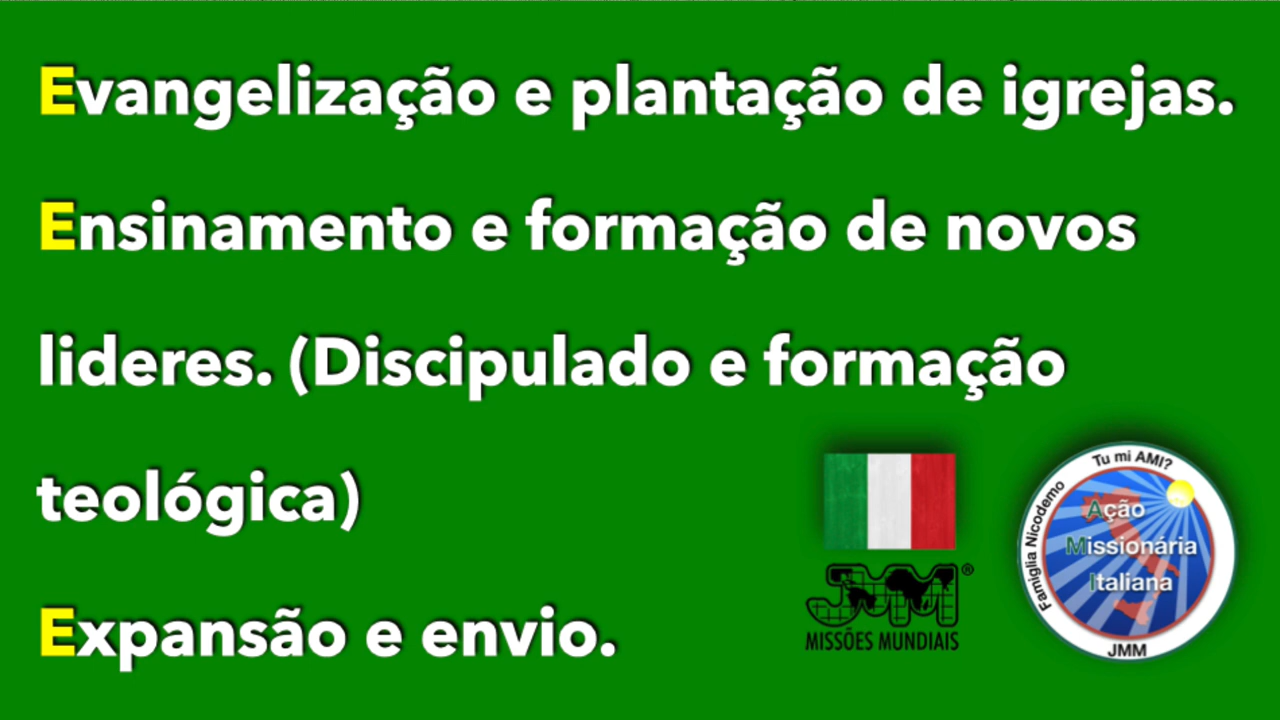 Evangelização e plantação de igrejas.
Ensinamento e formação de novos
lideres. (Discipulado e formação
teológica)
Expansão e envio.
JMM®
MISSÕES MUNDIAIS
Tu mi AMI?
Famiglia Nicodemo
Ação
Missionária
Italiana
JMM